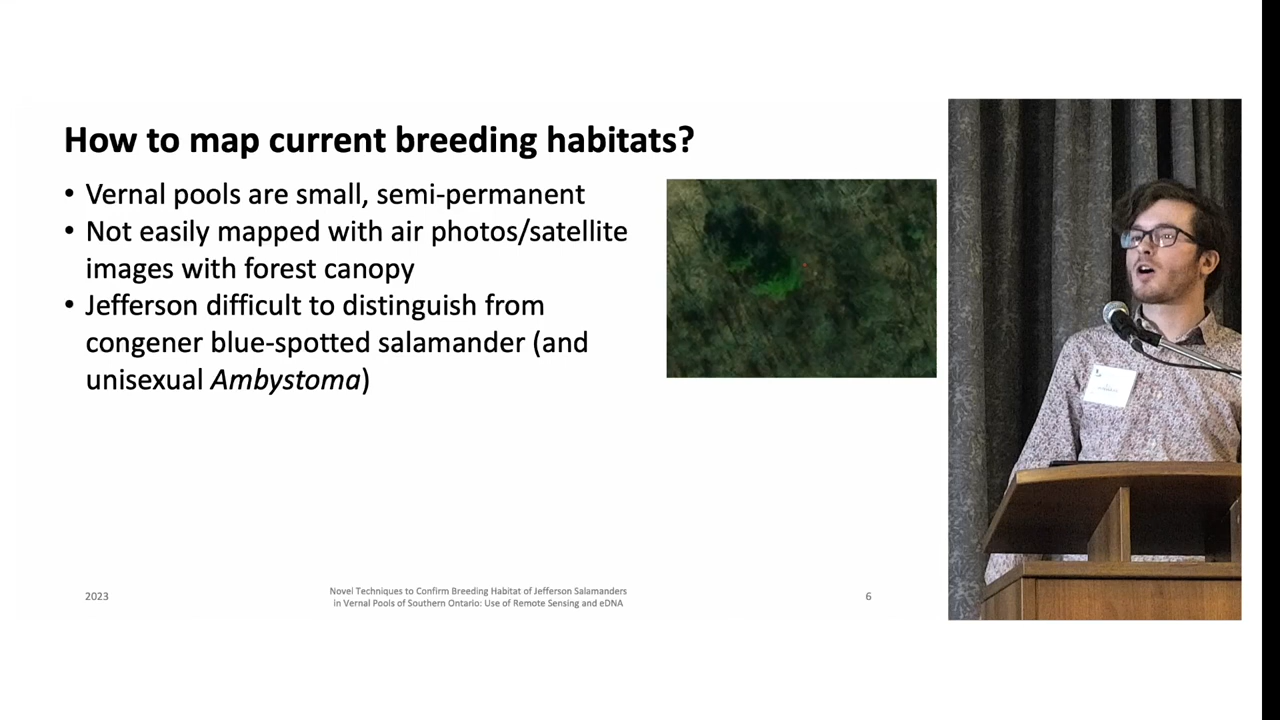 How to map current breeding habitats?
• Vernal pools are small, semi-permanent
• Not easily mapped with air photos/satellite
images with forest canopy
• Jefferson difficult to distinguish from
congener blue-spotted salamander (and
unisexual Ambystoma)
2023
Novel Techniques to Confirm Breeding Habitat of Jefferson Salamanders
in Vernal Pools of Southern Ontario: Use of Remote Sensing and eDNA
6